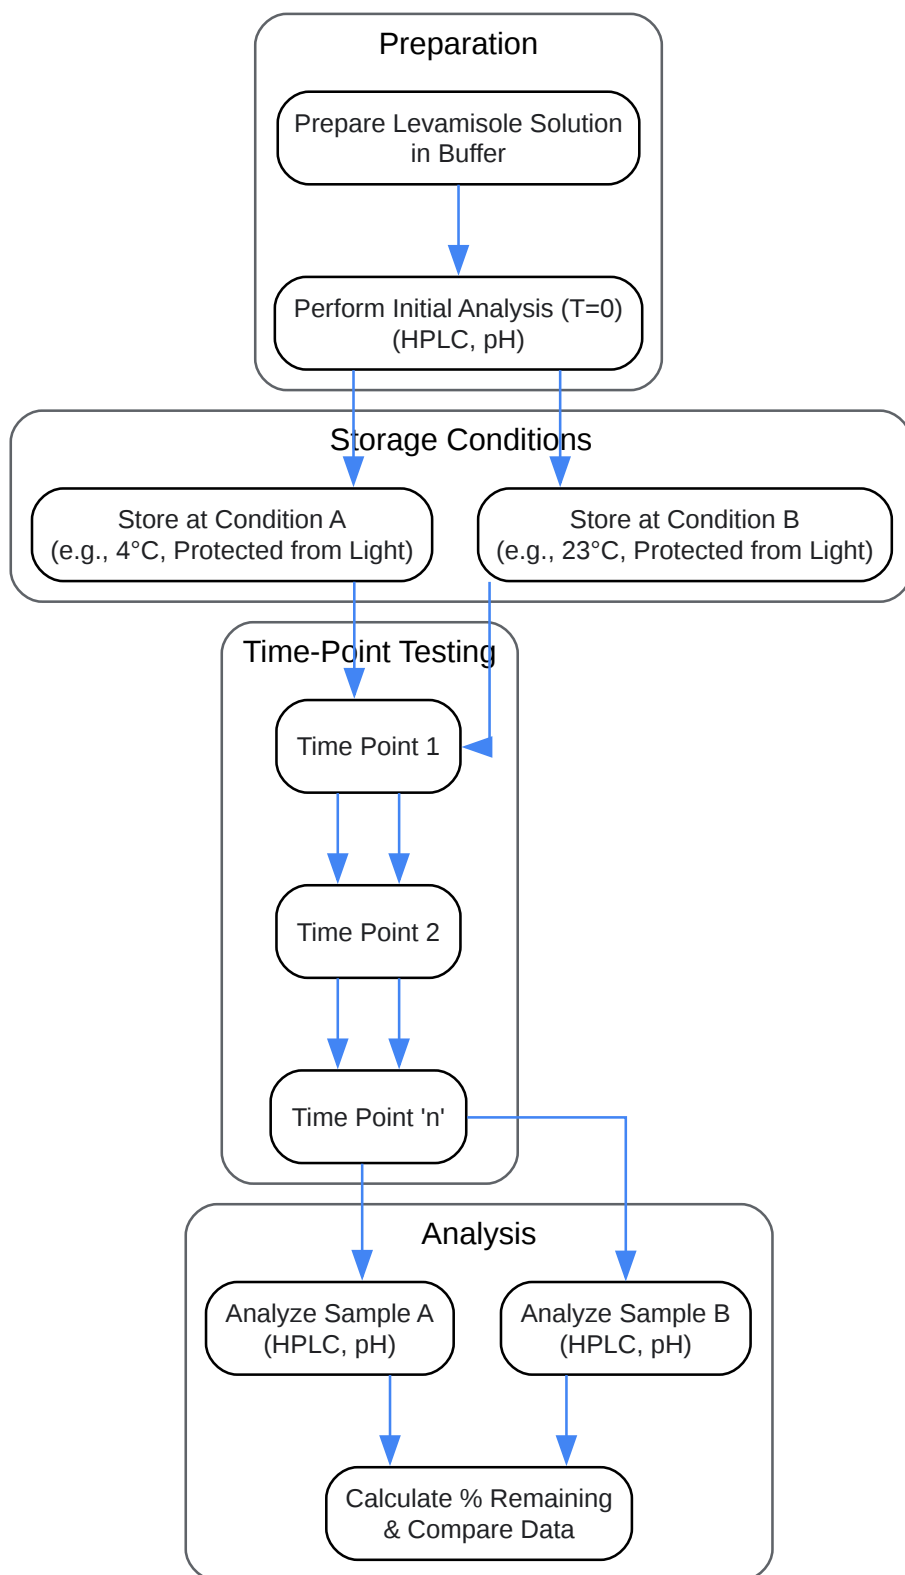 Preparation
Prepare Levamisole Solution
in Buffer
Perform Initial Analysis (T=0)
(HPLC, pH)
Storage Conditions
Store at Condition A
(e.g., 4°C, Protected from Light)
Store at Condition B
(e.g., 23°C, Protected from Light)
Time-Point Testing
Time Point 1
Time Point 2
Time Point 'n'
Analysis
Analyze Sample A
(HPLC, pH)
Analyze Sample B
(HPLC, pH)
Calculate % Remaining
& Compare Data